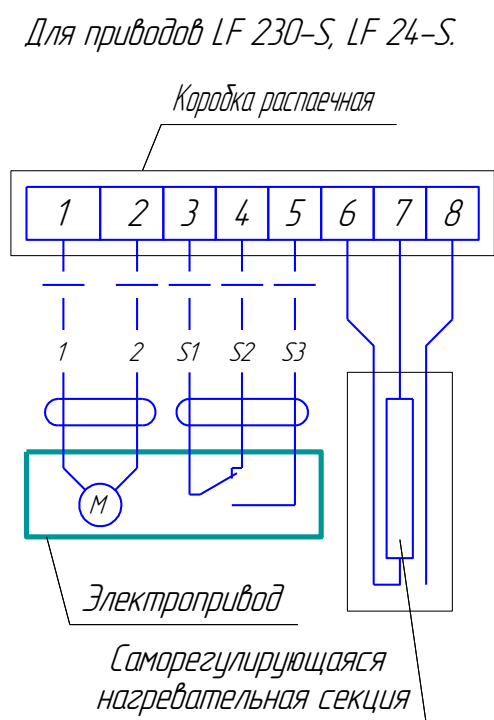 Для приводов LF 230-S, LF 24-S.
Коробка распаечная
1 2 3 4 5 6 7 8
1 2 S1 S2 S3
M
Электропривод
Саморегулирующаяся
нагревательная секция